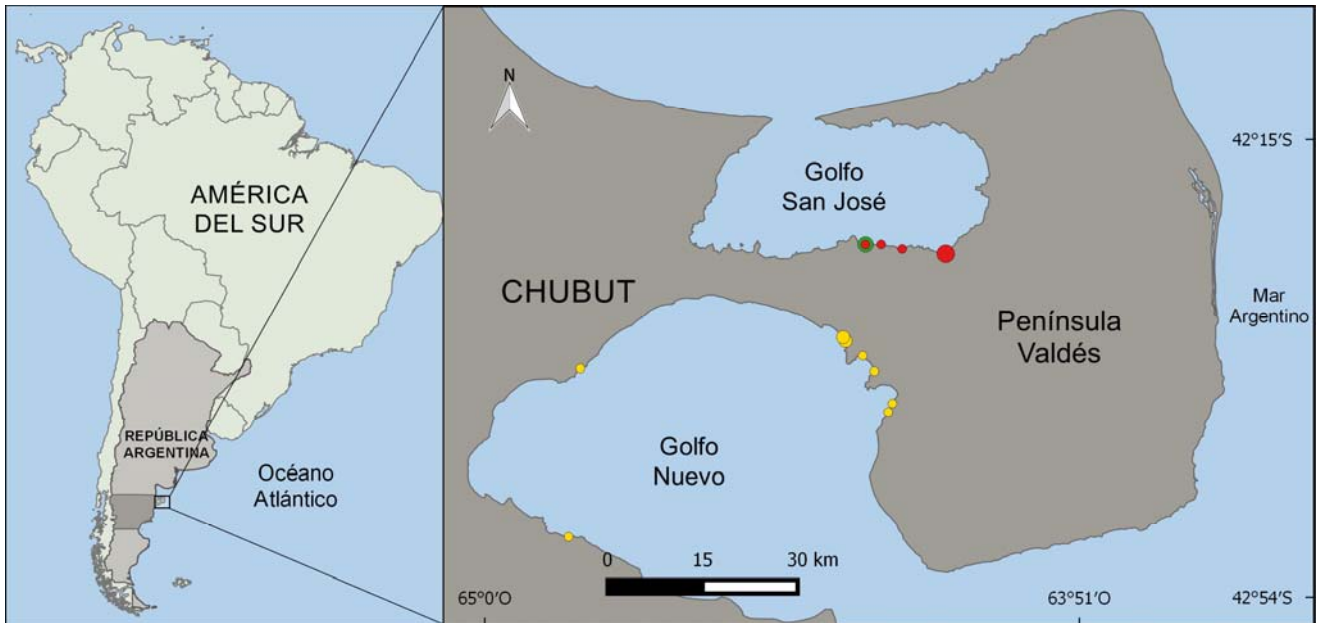 AMÉRICA
DEL SUR
REPÚBLICA
ARGENTINA
Océano
Atlántico
N
Golfo
San José
CHUBUT
Península
Valdés
Golfo
Nuevo
Mar
Argentino
0 15 30 km
42°15'S
65°0'O
63°51'O
42°54'S